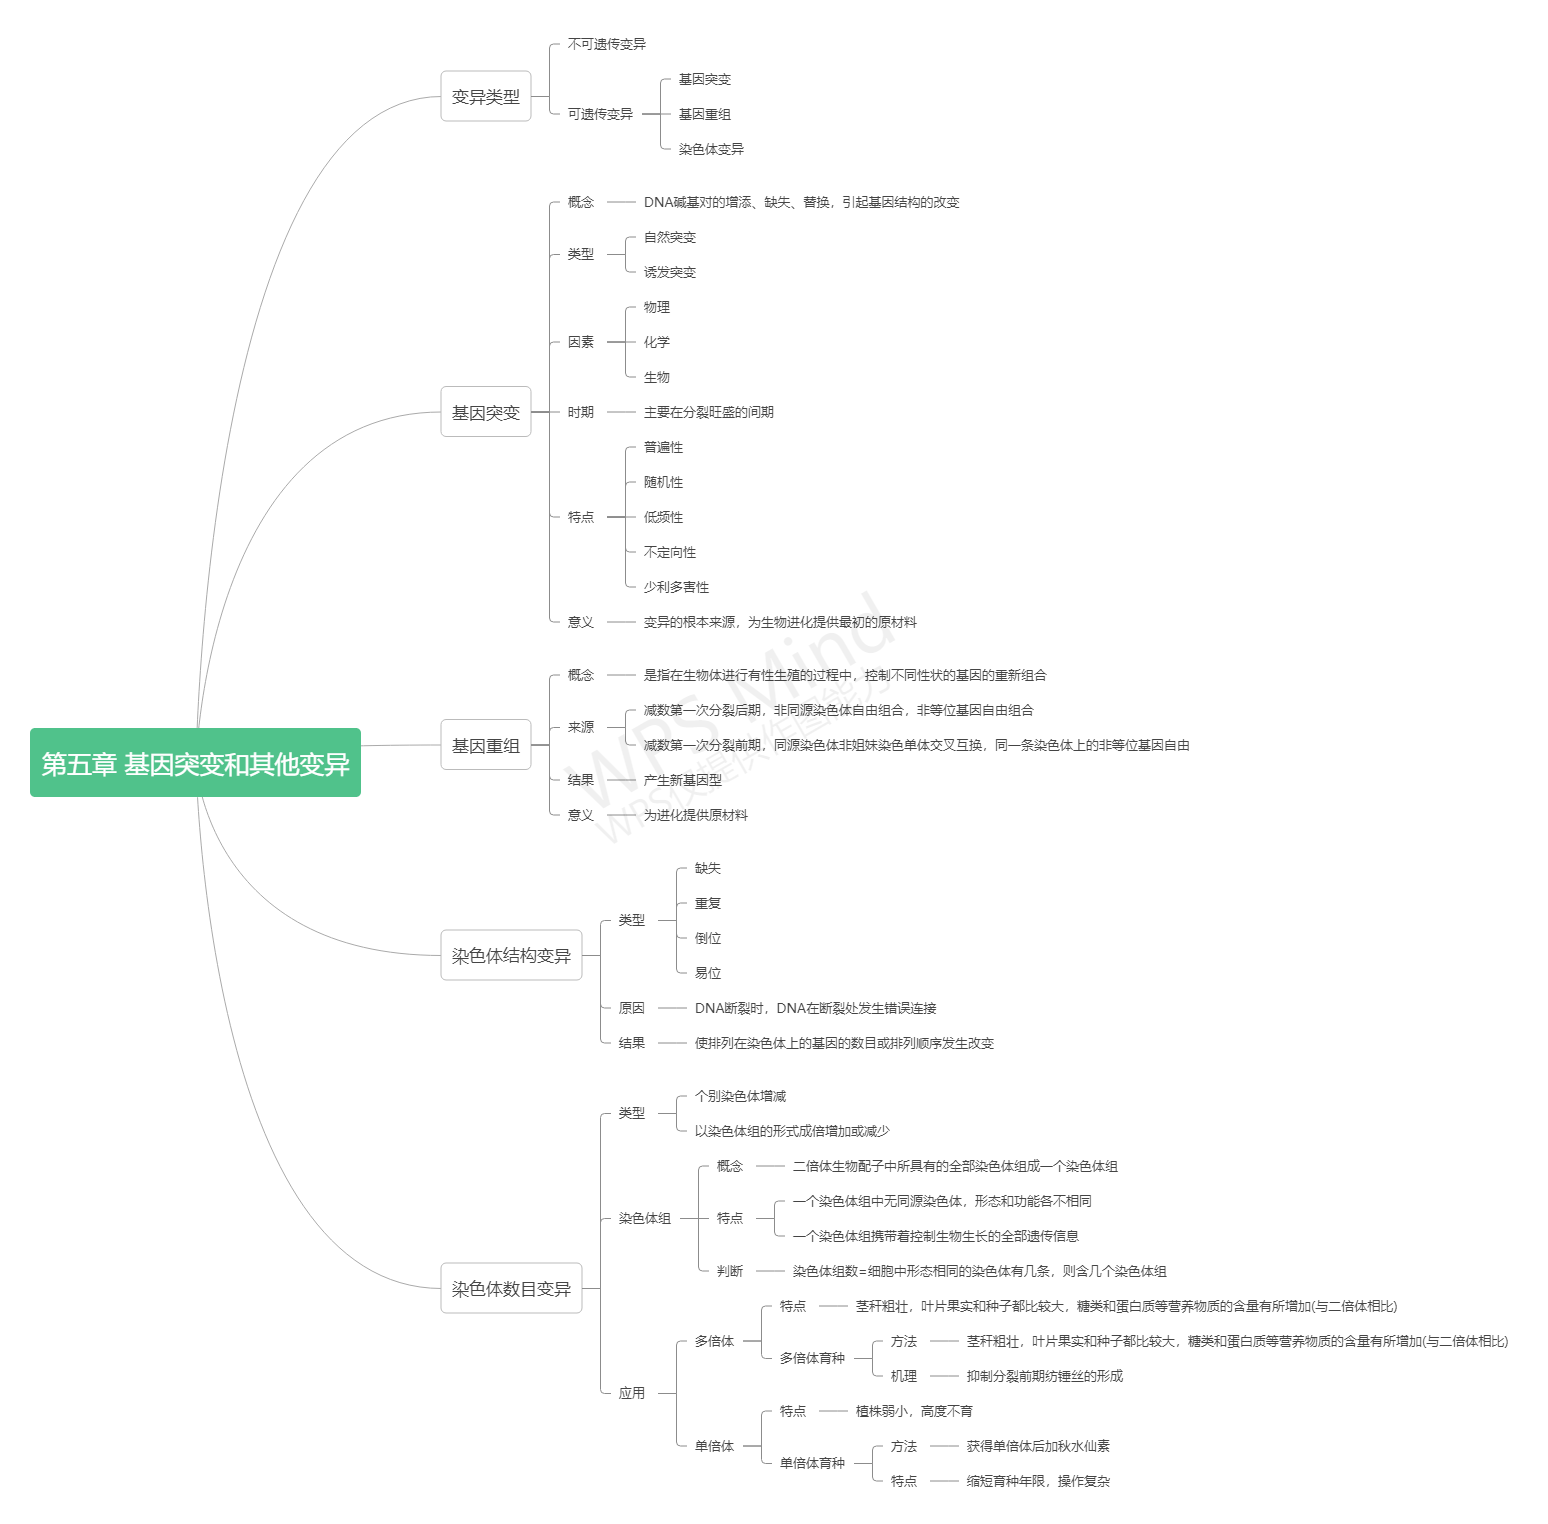 第五章 基因突变和其他变异
变异类型
不可遗传变异
可遗传变异
基因突变
基因重组
染色体变异
基因突变
概念
DNA碱基对的增添、缺失、替换，引起基因结构的改变
类型
自然突变
诱发突变
因素
物理
化学
生物
时期
主要在分裂旺盛的间期
特点
普遍性
随机性
低频性
不定向性
少利多害性
意义
变异的根本来源，为生物进化提供最初的原材料
基因重组
概念
是指在生物体进行有性生殖的过程中，控制不同性状的基因的重新组合
来源
减数第一次分裂后期，非同源染色体自由组合，非等位基因自由组合
减数第一次分裂前期，同源染色体非姐妹染色单体交叉互换，同一条染色体上的非等位基因自由
结果
产生新基因型
意义
为进化提供原材料
染色体结构变异
类型
缺失
重复
倒位
易位
原因
DNA断裂时，DNA在断裂处发生错误连接
结果
使排列在染色体上的基因的数目或排列顺序发生改变
染色体数目变异
类型
个别染色体增减
以染色体组的形式成倍增加或减少
染色体组
概念
二倍体生物配子中所具有的全部染色体组成一个染色体组
特点
一个染色体组中无同源染色体，形态和功能各不相同
一个染色体组携带着控制生物生长的全部遗传信息
判断
染色体组数=细胞中形态相同的染色体有几条，则含几个染色体组
应用
多倍体
特点
茎秆粗壮，叶片果实和种子都比较大，糖类和蛋白质等营养物质的含量有所增加(与二倍体相比)
多倍体育种
方法
茎秆粗壮，叶片果实和种子都比较大，糖类和蛋白质等营养物质的含量有所增加(与二倍体相比)
机理
抑制分裂前期纺锤丝的形成
单倍体
特点
植株弱小，高度不育
单倍体育种
方法
获得单倍体后加秋水仙素
特点
缩短育种年限，操作复杂
WPS Mind
WPS仅提供作图能力